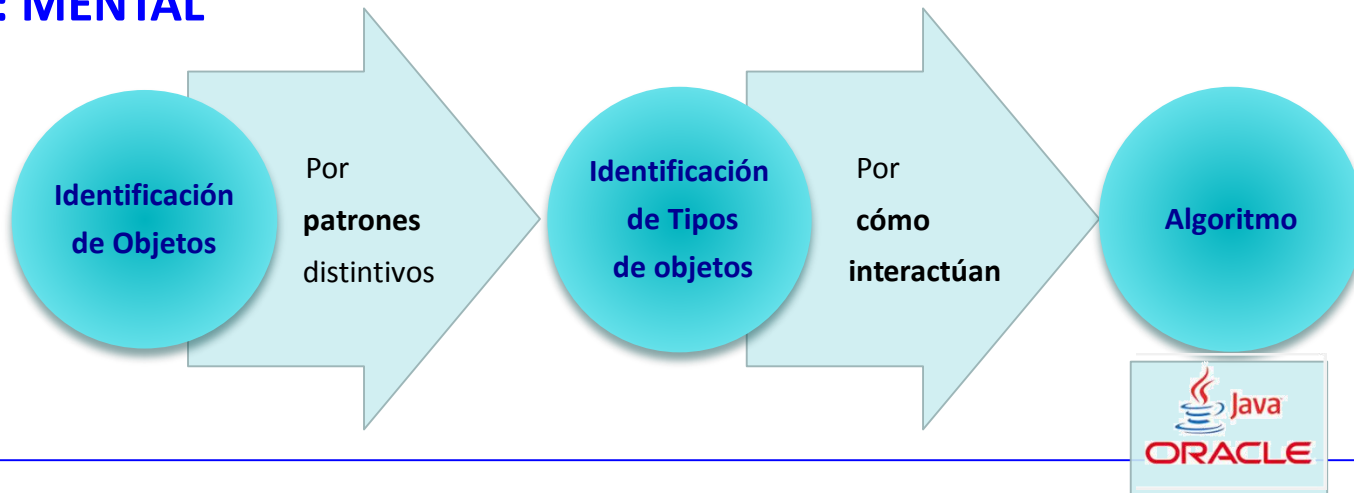 : MENTAL
Identificación
de Objetos
Por
patrones
distintivos
Identificación
de Tipos
de objetos
Por
cómo
interactúan
Algoritmo
Java
ORACLE